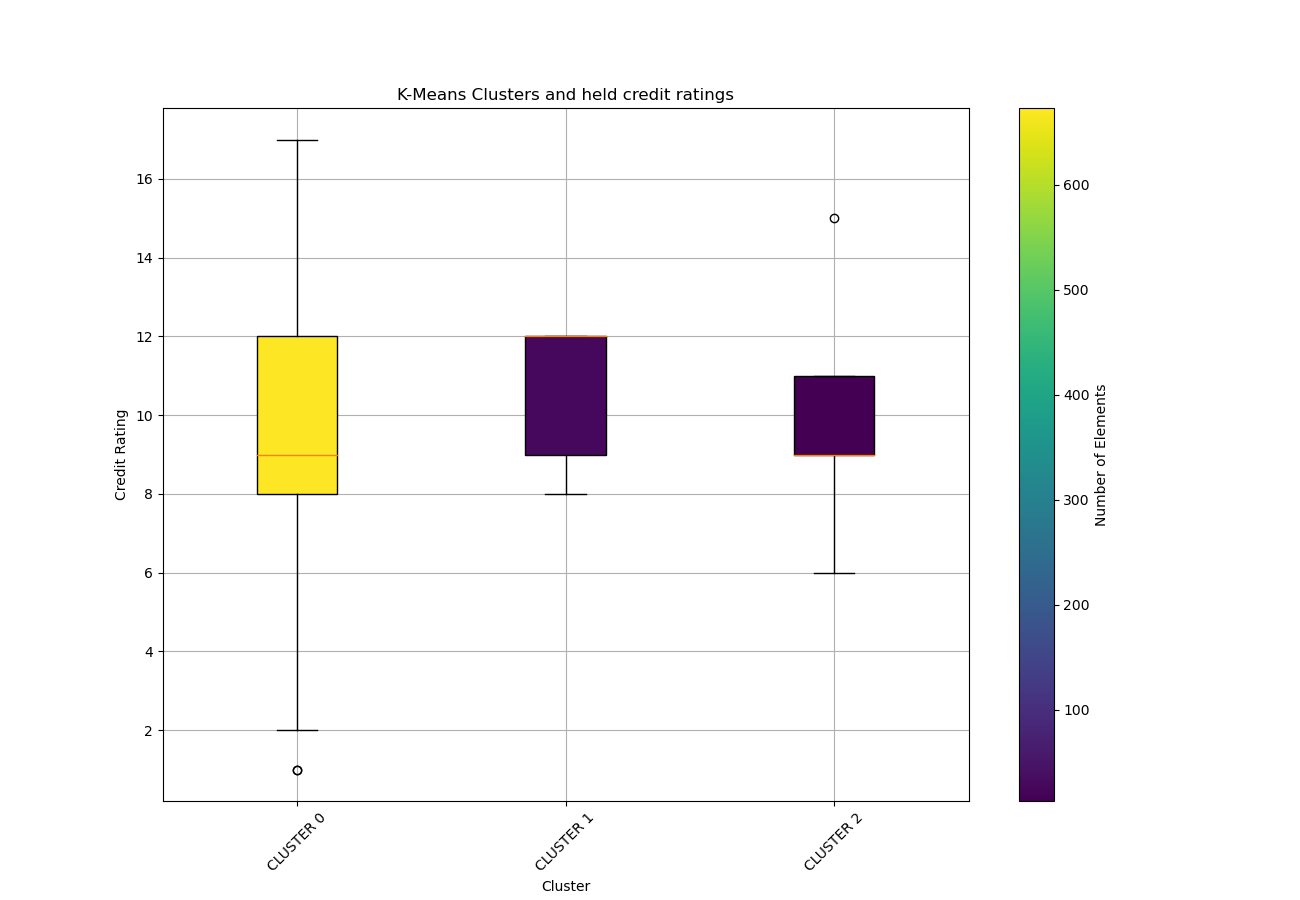 K-Means Clusters and held credit ratings
16
14
12
10
8
6
4
2
Credit Rating
CLUSTER 0
CLUSTER 1
CLUSTER 2
Cluster
600
500
400
300
200
100
Number of Elements